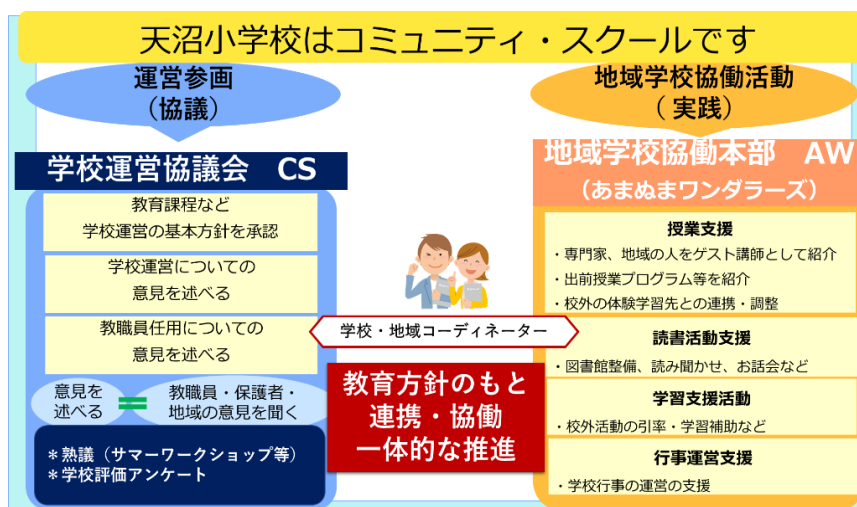 天沼小学校はコミュニティ・スクールです
運営参画
（協議）
学校運営協議会　CS
教育課程など
学校運営の基本方針を承認
学校運営についての
意見を述べる
教職員任用についての
意見を述べる
意見を
述べる
=
教職員・保護者・
地域の意見を聞く
＊熟議（サマーワークショップ等）
＊学校評価アンケート
学校・地域コーディネーター
教育方針のもと
連携・協働
一体的な推進
地域学校協働活動
（ 実践）
地域学校協働本部　AW
（あまぬまワンダラーズ）
授業支援
・専門家、地域の人をゲスト講師として紹介
・出前授業プログラム等を紹介
・校外の体験学習先との連携・調整
読書活動支援
・図書館整備、読み聞かせ、お話会など
学習支援活動
・校外活動の引率・学習補助など
行事運営支援
・学校行事の運営の支援